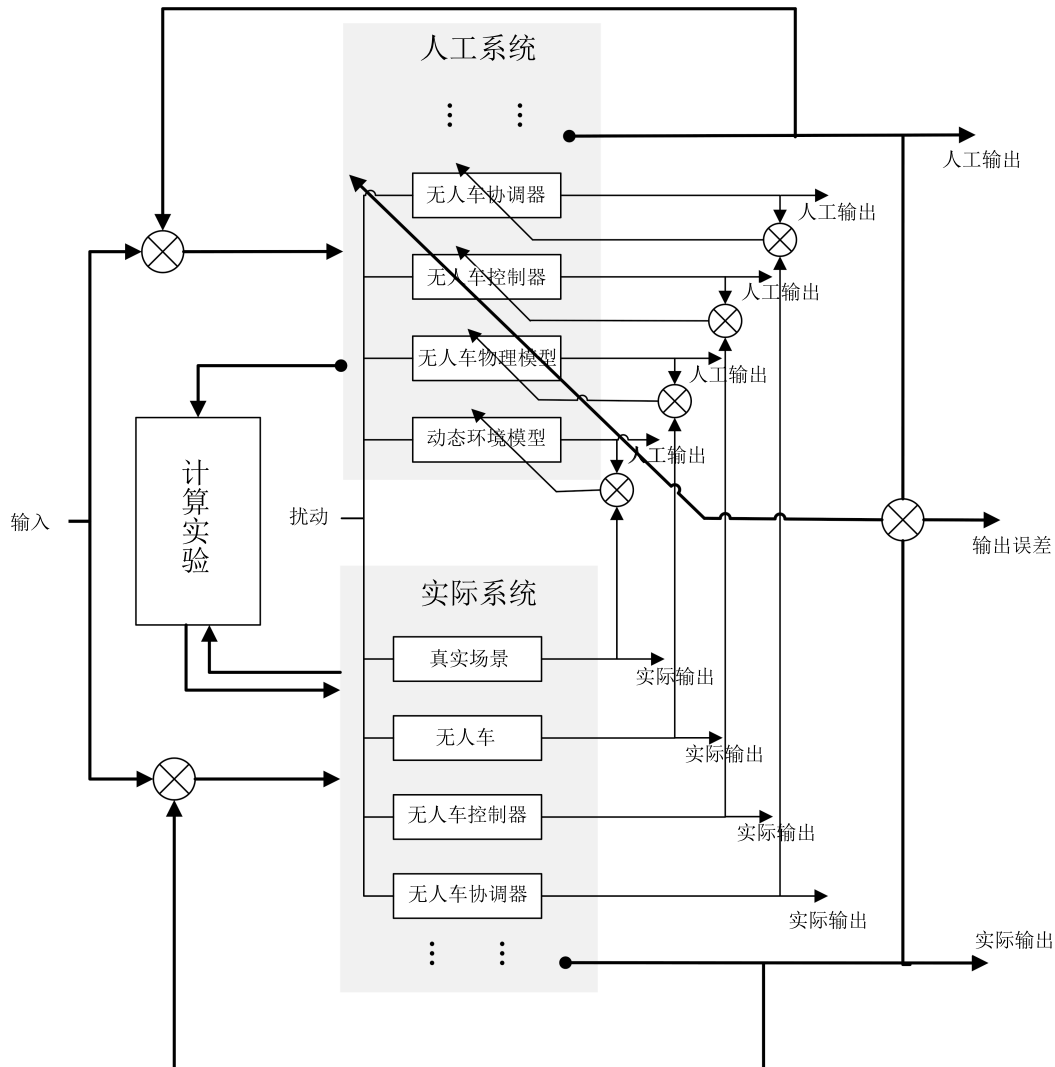 人工系统
人工输出
无人车协调器
人工输出
无人车控制器
人工输出
无人车物理模型
人工输出
动态环境模型
人工输出
计算实验
输入
扰动
输出误差
实际系统
真实场景
实际输出
无人车
实际输出
无人车控制器
实际输出
无人车协调器
实际输出
实际输出